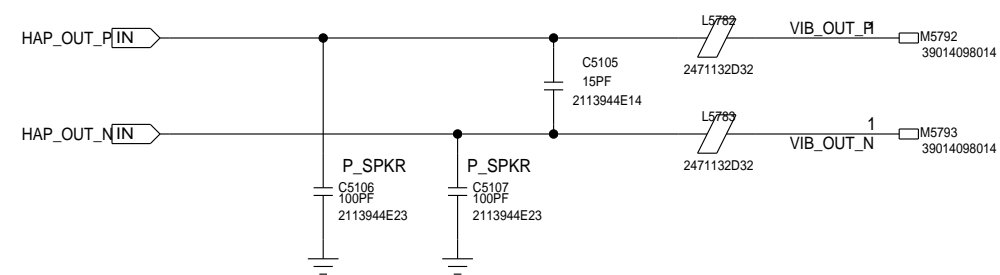 L5782
VIB_OUT_P
1
HAP_OUT_P
IN
M5792
39014098014
C5105
15PF
2113944E14
2471132D32
L5783
1
HAP_OUT_N
IN
M5793
39014098014
VIB_OUT_N
2471132D32
P_SPKR
C5106
100PF
2113944E23
P_SPKR
C5107
100PF
2113944E23